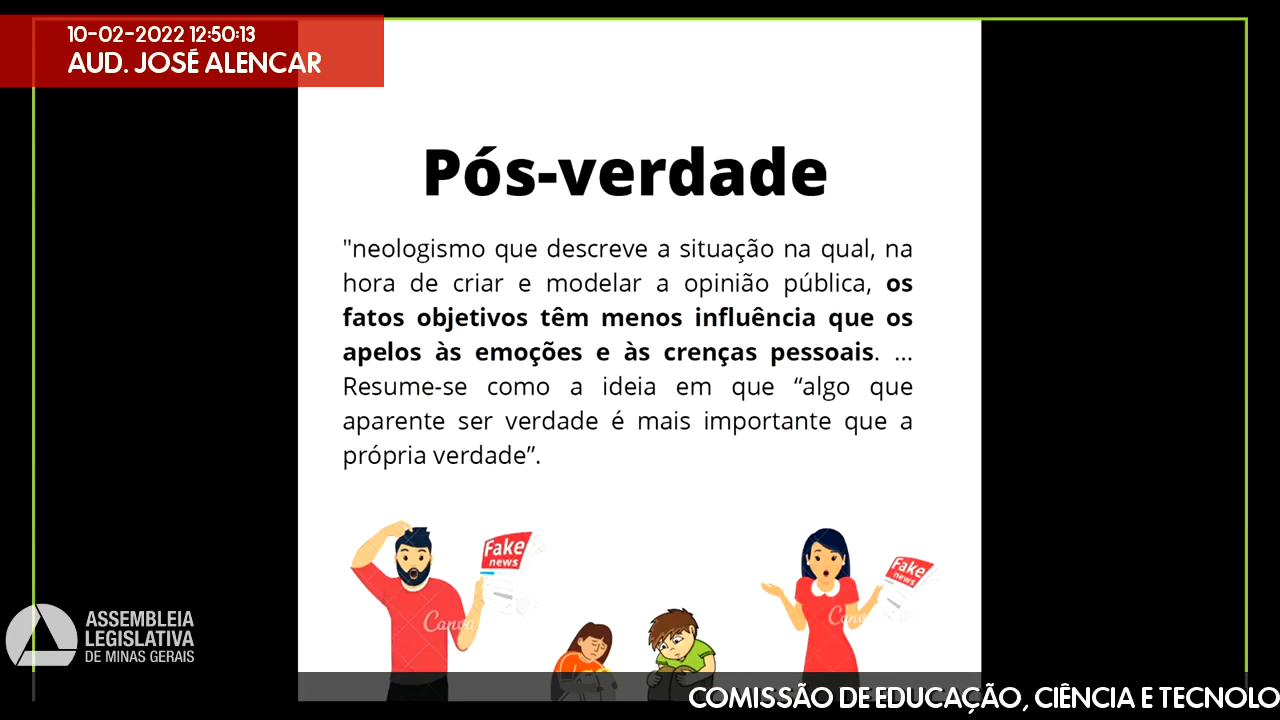 10-02-2022 12:50:13
AUD. JOSÉ ALENCAR
Pós-verdade
"neologismo que descreve a situação na qual, na
hora de criar e modelar a opinião pública, os
fatos objetivos têm menos influência que os
apelos às emoções e às crenças pessoais. ...
Resume-se como a ideia em que “algo que
aparente ser verdade é mais importante que a
própria verdade”.
Fake
news
Fake
news
Canva
Canva
ASSEMBLEIA
LEGISLATIVA
DE MINAS GERAIS
COMISSÃO DE EDUCAÇÃO, CIÊNCIA E TECNOLO